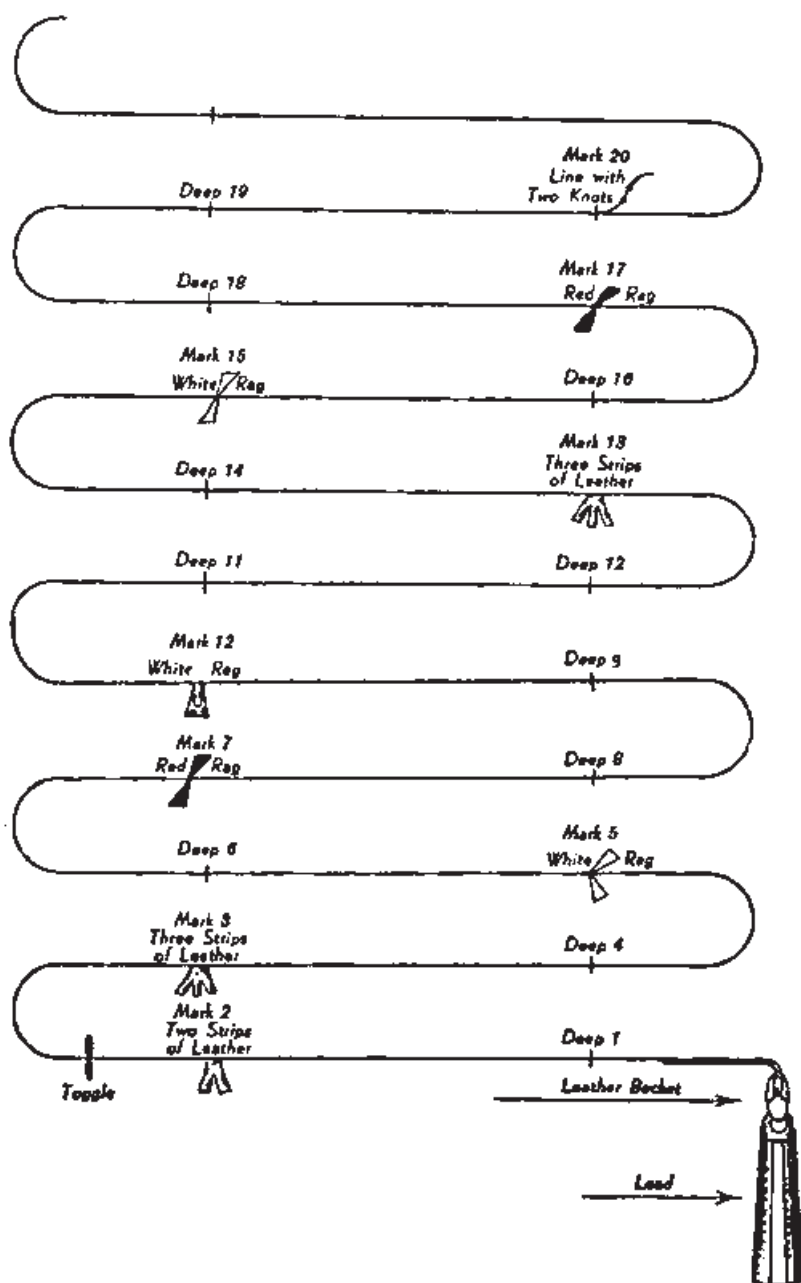 Mark 20
Line with
Two Knots
Deep 19
Mark 17
Red Rag
Deep 18
Mark 15
White Rag
Deep 16
Mark 13
Three Strips
of Leather
Deep 14
Deep 11
Deep 12
Mark 12
White Rag
Deep 9
Mark 7
Red Rag
Deep 8
Mark 5
White Rag
Deep 6
Mark 3
Three Strips
of Leather
Deep 4
Mark 2
Two Strips
of Leather
Deep 1
Toggle
Leather Becket
Lead